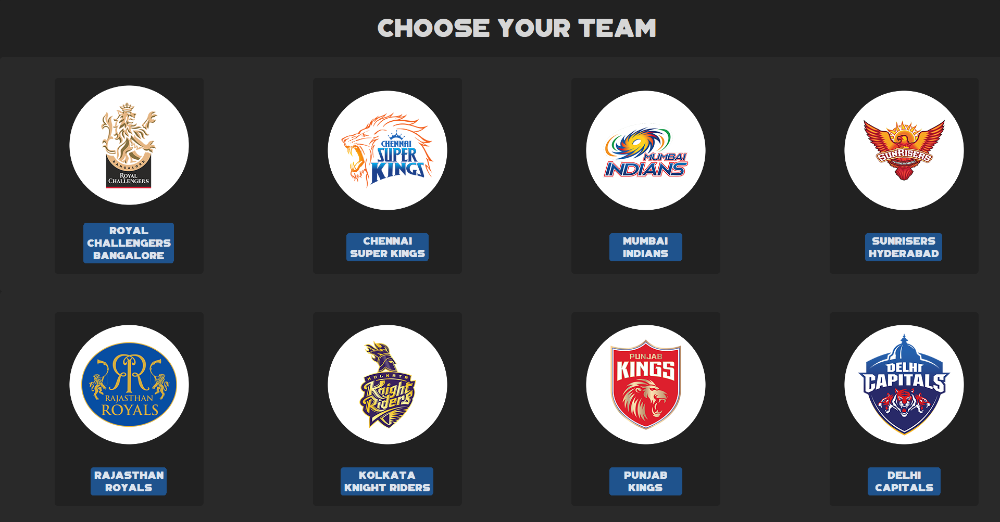 CHOOSE YOUR TEAM
BANGALORE
ROYAL
CHALLENGERS
ROYAL
CHALLENGERS
BANGALORE
CHENNAI
SUPER
KINGS
CHENNAI
SUPER KINGS
MUMBAI
INDIANS
MUMBAI
INDIANS
SUNRISERS
HYDERABAD
SUNRISERS
HYDERABAD
RR
RAJASTHAN
ROYALS
RAJASTHAN
ROYALS
KOLKATA
Knight
Riders
KOLKATA
KNIGHT RIDERS
PUNJAB
KINGS
PUNJAB
KINGS
DELHI
CAPITALS
DELHI
CAPITALS